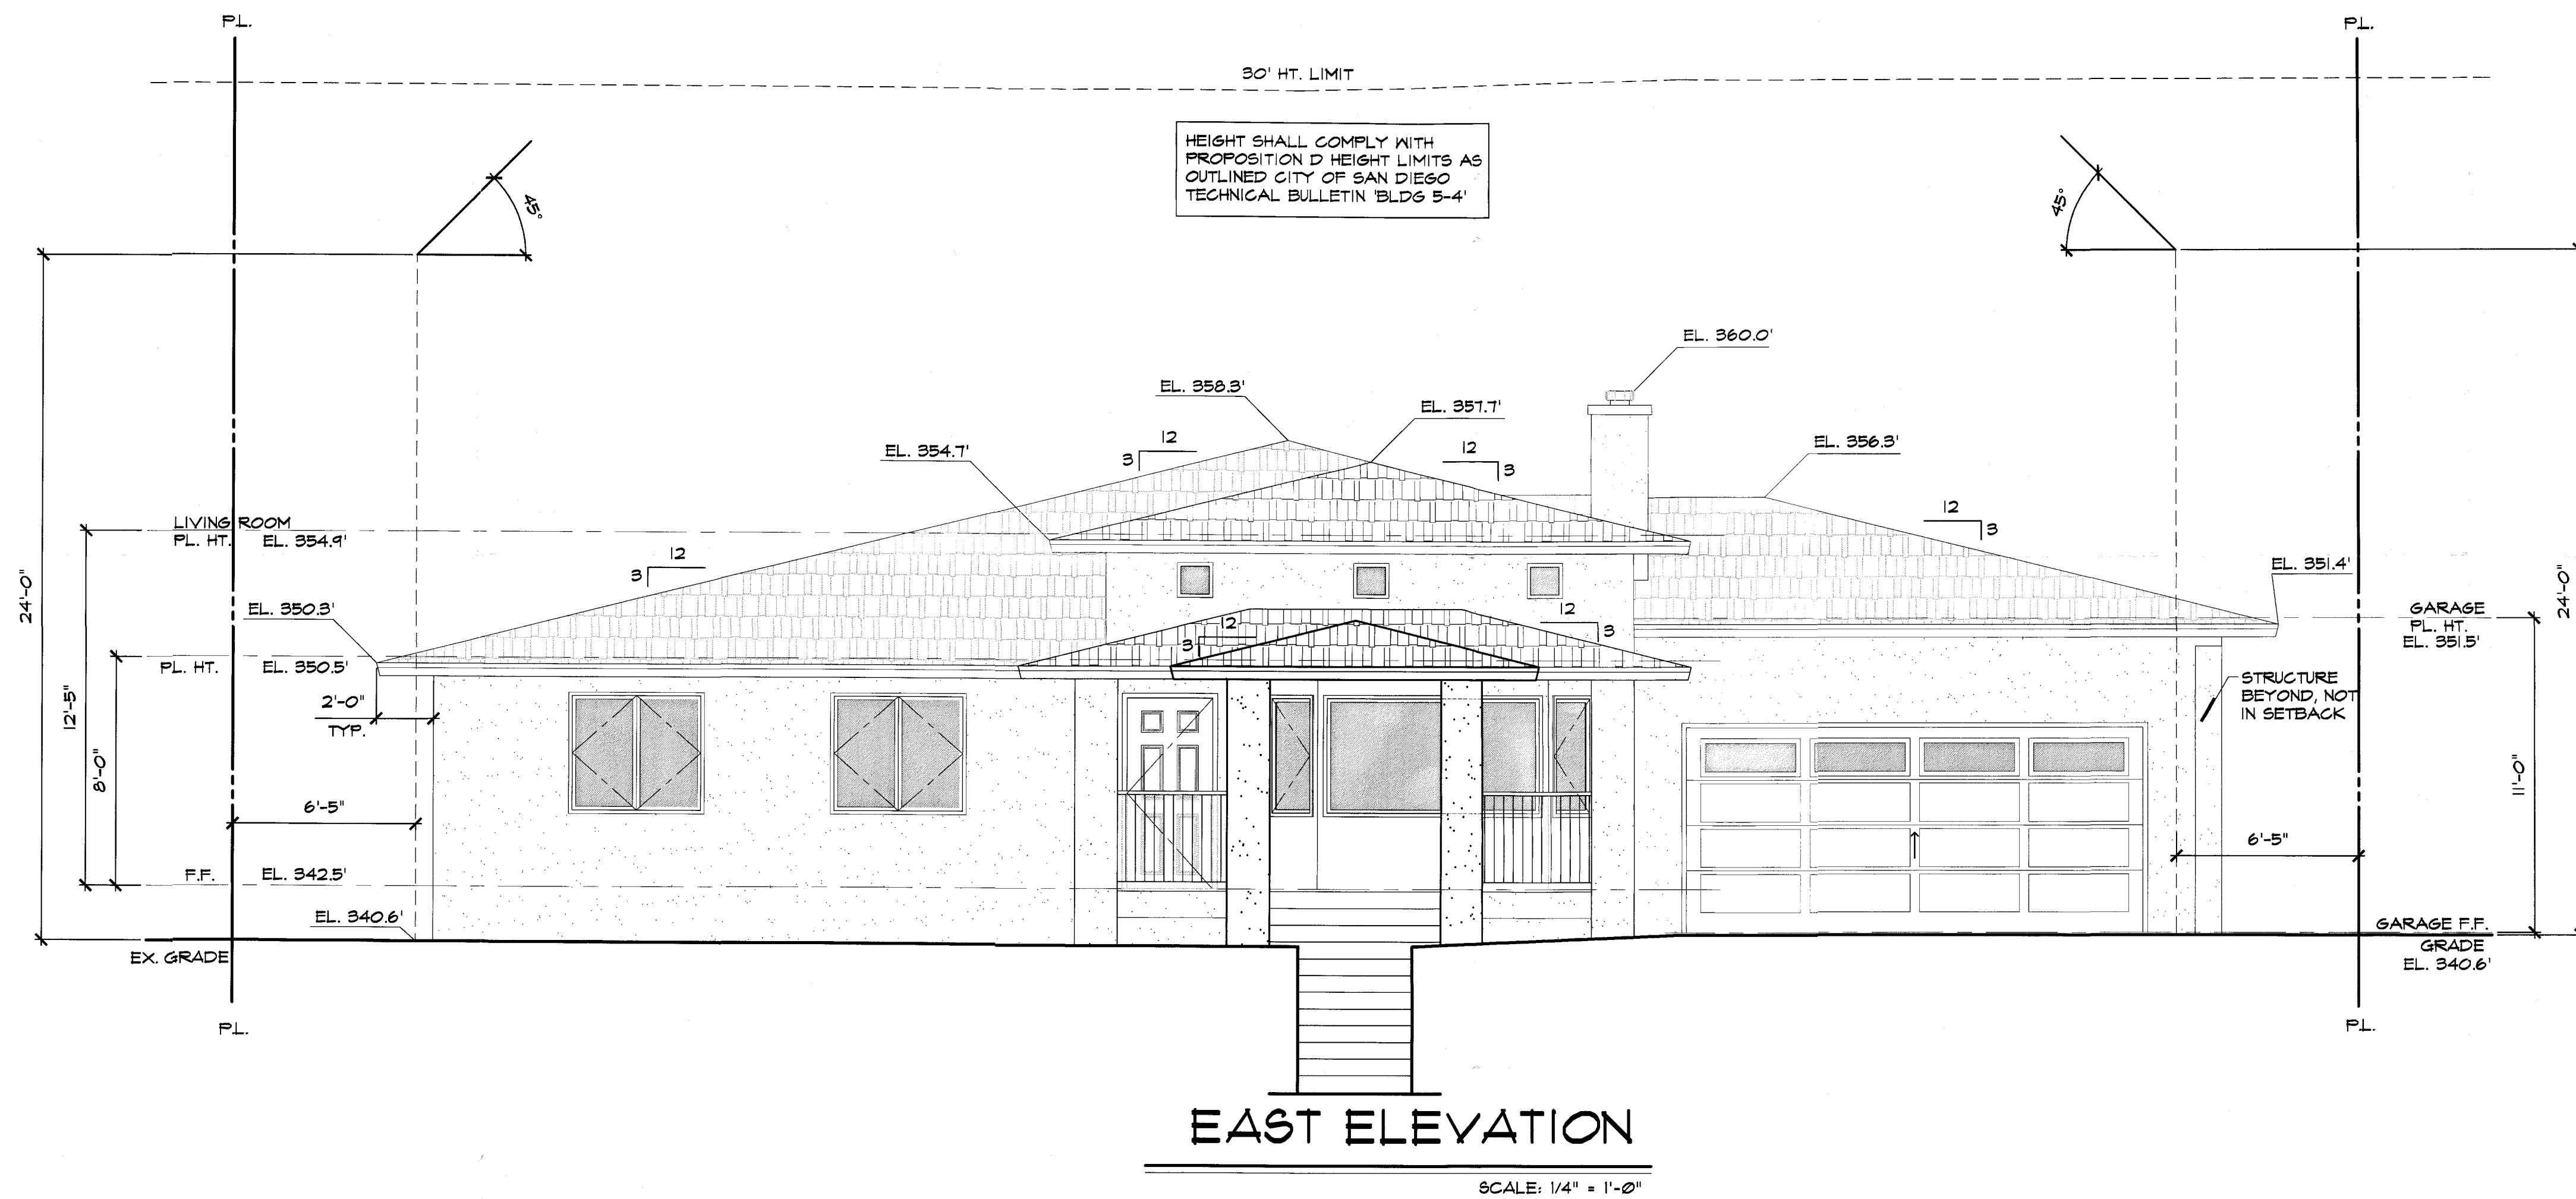 P.L.
P.L.
30' HT. LIMIT
HEIGHT SHALL COMPLY WITH
PROPOSITION D HEIGHT LIMITS AS
OUTLINED CITY OF SAN DIEGO
TECHNICAL BULLETIN 'BLDG 5-4'
45°
45°
EL. 360.0'
EL. 358.3'
EL. 357.7'
EL. 354.7'
12
3
12
3
EL. 356.3'
12
3
LIVING ROOM
PL. HT. EL. 354.9'
12
3
EL. 351.4'
24'-0"
24'-0"
EL. 350.3'
12
3
12
3
GARAGE
PL. HT.
EL. 351.5'
PL. HT. EL. 350.5'
STRUCTURE
BEYOND, NOT
IN SETBACK
2'-0"
TYP.
12'-5"
8'-0"
11'-0"
6'-5"
6'-5"
F.F. EL. 342.5'
EL. 340.6'
GARAGE F.F.
EX. GRADE
GRADE
EL. 340.6'
P.L.
P.L.
EAST ELEVATION
SCALE: 1/4" = 1'-0"